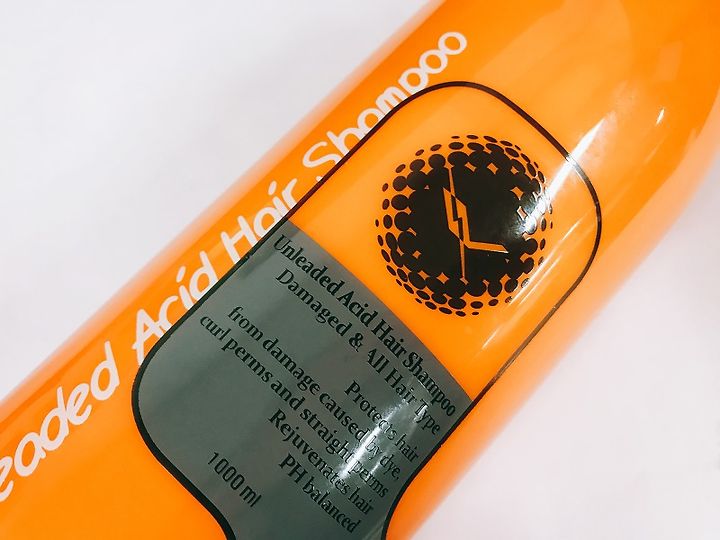 eaded Acid Hair Shampoo
Unleaded Acid Hair Shampoo
Damaged & All Hair Type
Protects hair
from damage caused by dye,
curl perms and straight perms
Rejuvenates hair
PH balanced
1000 ml